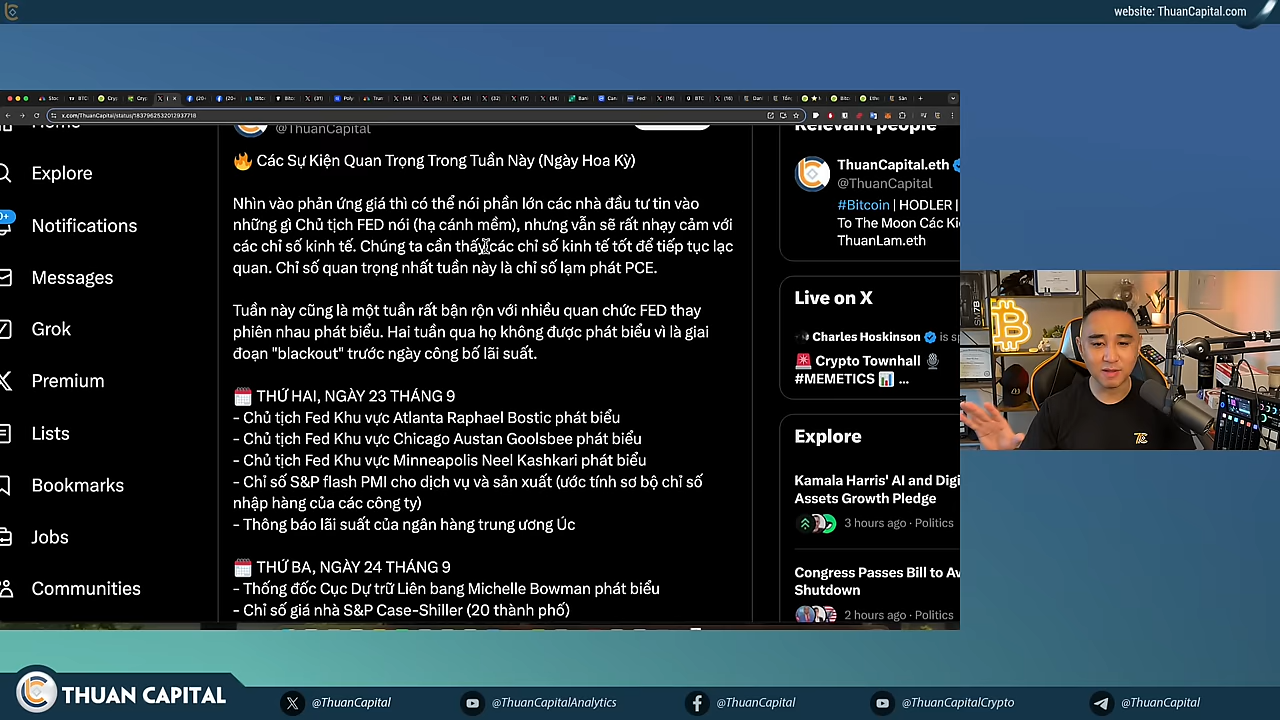 website: ThuanCapital.com
x.com/ThuanCapital/status/1837962532012937718
Home
Explore
Notifications
Messages
Grok
Premium
Lists
Bookmarks
Jobs
Communities
@ThuanCapital
🔥 Các Sự Kiện Quan Trọng Trong Tuần Này (Ngày Hoa Kỳ)
Nhìn vào phản ứng giá thì có thể nói phần lớn các nhà đầu tư tin vào
những gì Chủ tịch FED nói (hạ cánh mềm), nhưng vẫn sẽ rất nhạy cảm với
các chỉ số kinh tế. Chúng ta cần thấy các chỉ số kinh tế tốt để tiếp tục lạc
quan. Chỉ số quan trọng nhất tuần này là chỉ số lạm phát PCE.
Tuần này cũng là một tuần rất bận rộn với nhiều quan chức FED thay
phiên nhau phát biểu. Hai tuần qua họ không được phát biểu vì là giai
đoạn "blackout" trước ngày công bố lãi suất.
🗓️ THỨ HAI, NGÀY 23 THÁNG 9
- Chủ tịch Fed Khu vực Atlanta Raphael Bostic phát biểu
- Chủ tịch Fed Khu vực Chicago Austan Goolsbee phát biểu
- Chủ tịch Fed Khu vực Minneapolis Neel Kashkari phát biểu
- Chỉ số S&P flash PMI cho dịch vụ và sản xuất (ước tính sơ bộ chỉ số
nhập hàng của các công ty)
- Thông báo lãi suất của ngân hàng trung ương Úc
🗓️ THỨ BA, NGÀY 24 THÁNG 9
- Thống đốc Cục Dự trữ Liên bang Michelle Bowman phát biểu
- Chỉ số giá nhà S&P Case-Shiller (20 thành phố)
Relevant people
ThuanCapital.eth
@ThuanCapital
#Bitcoin | HODLER |
To The Moon Các Ki
ThuanLam.eth
Live on X
Charles Hoskinson is sp
🚨 Crypto Townhall 🎙️
#MEMETICS 📊 ...
Explore
Kamala Harris' AI and Digi
Assets Growth Pledge
3 hours ago · Politics
Congress Passes Bill to Av
Shutdown
2 hours ago · Politics
THUAN CAPITAL
@ThuanCapital
@ThuanCapitalAnalytics
@ThuanCapital
@ThuanCapitalCrypto
@ThuanCapital